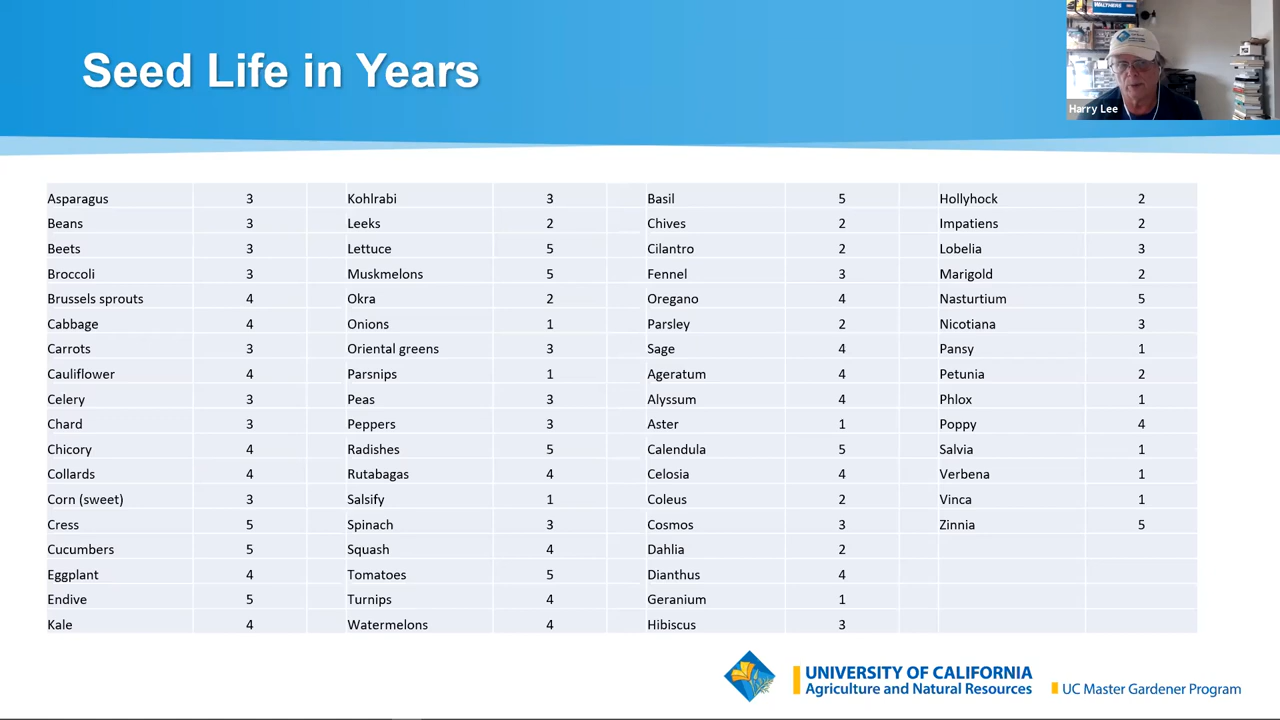 Seed Life in Years
WALTHERS
Harry Lee
Asparagus 3 Kohlrabi 3 Basil 5 Hollyhock 2
Beans 3 Leeks 2 Chives 2 Impatiens 2
Beets 3 Lettuce 5 Cilantro 2 Lobelia 3
Broccoli 3 Muskmelons 5 Fennel 3 Marigold 2
Brussels sprouts 4 Okra 2 Oregano 4 Nasturtium 5
Cabbage 4 Onions 1 Parsley 2 Nicotiana 3
Carrots 3 Oriental greens 3 Sage 4 Pansy 1
Cauliflower 4 Parsnips 1 Ageratum 4 Petunia 2
Celery 3 Peas 3 Alyssum 4 Phlox 1
Chard 3 Peppers 3 Aster 1 Poppy 4
Chicory 4 Radishes 5 Calendula 5 Salvia 1
Collards 4 Rutabagas 4 Celosia 4 Verbena 1
Corn (sweet) 3 Salsify 1 Coleus 2 Vinca 1
Cress 5 Spinach 3 Cosmos 3 Zinnia 5
Cucumbers 5 Squash 4 Dahlia 2
Eggplant 4 Tomatoes 5 Dianthus 4
Endive 5 Turnips 4 Geranium 1
Kale 4 Watermelons 4 Hibiscus 3
UNIVERSITY OF CALIFORNIA
Agriculture and Natural Resources
UC Master Gardener Program